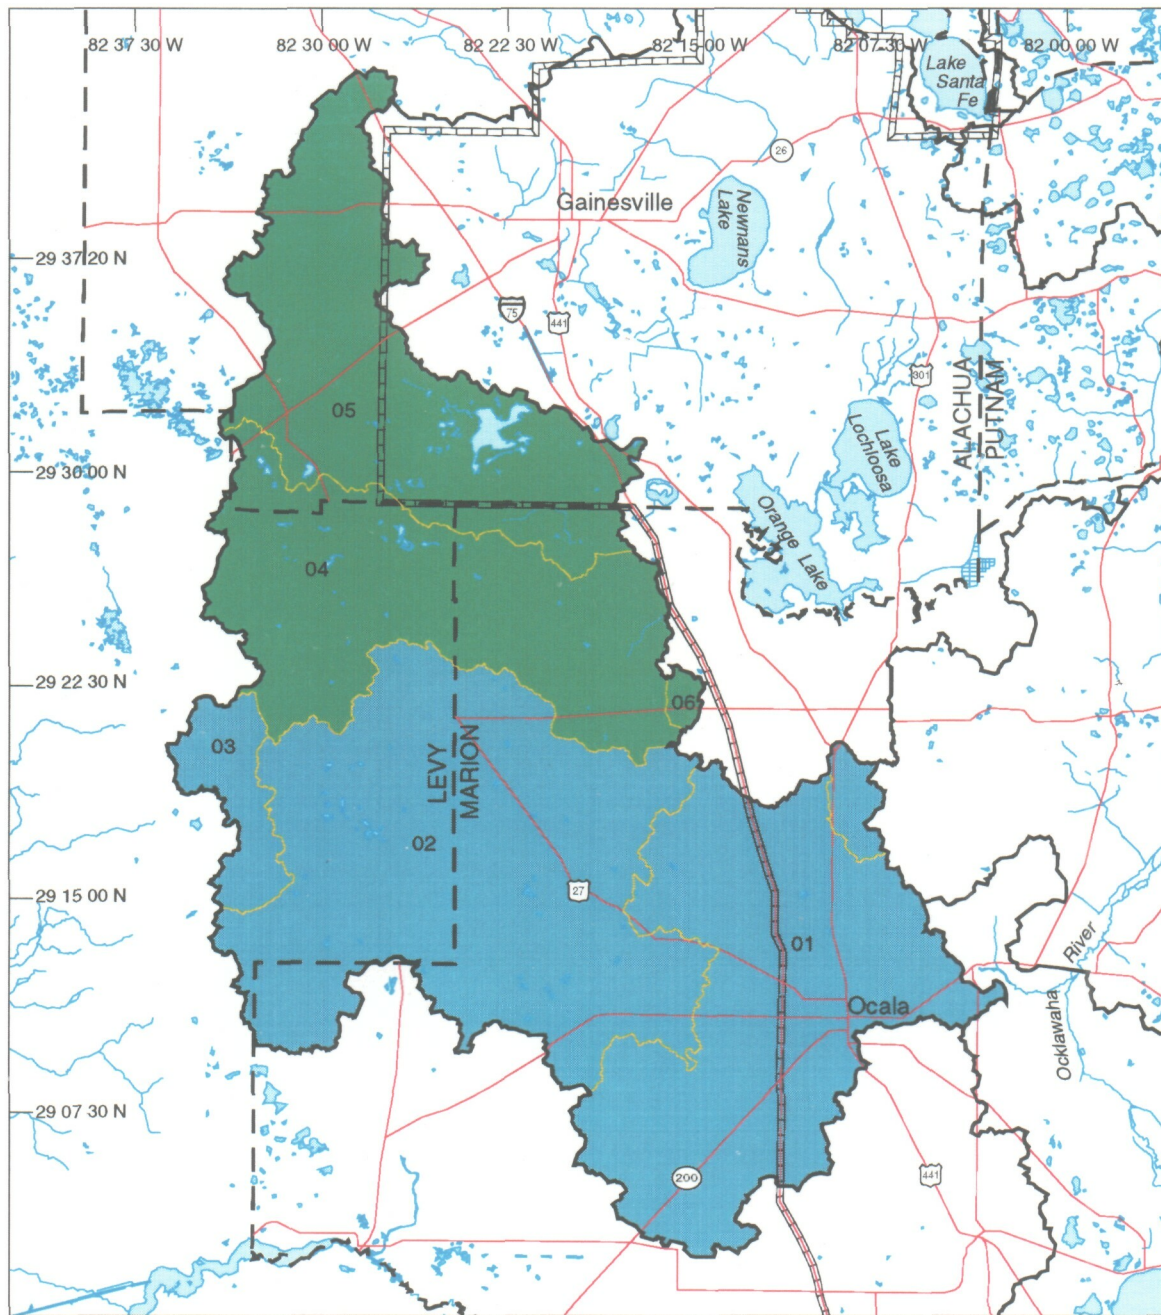 82 37 30 W
82 30 00 W
82 22 30 W
82 15 00 W
82 07 30 W
82 00 00 W
Lake
Santa
Fe
26
Gainesville
Newnans
Lake
29 37 20 N
75
441
301
ALACHUA
PUTNAM
05
Lake
Lochloosa
29 30 00 N
Orange Lake
04
29 22 30 N
06
03
LEVY
MARION
02
27
29 15 00 N
01
River
Ocala
Ocklawaha
29 07 30 N
200
441